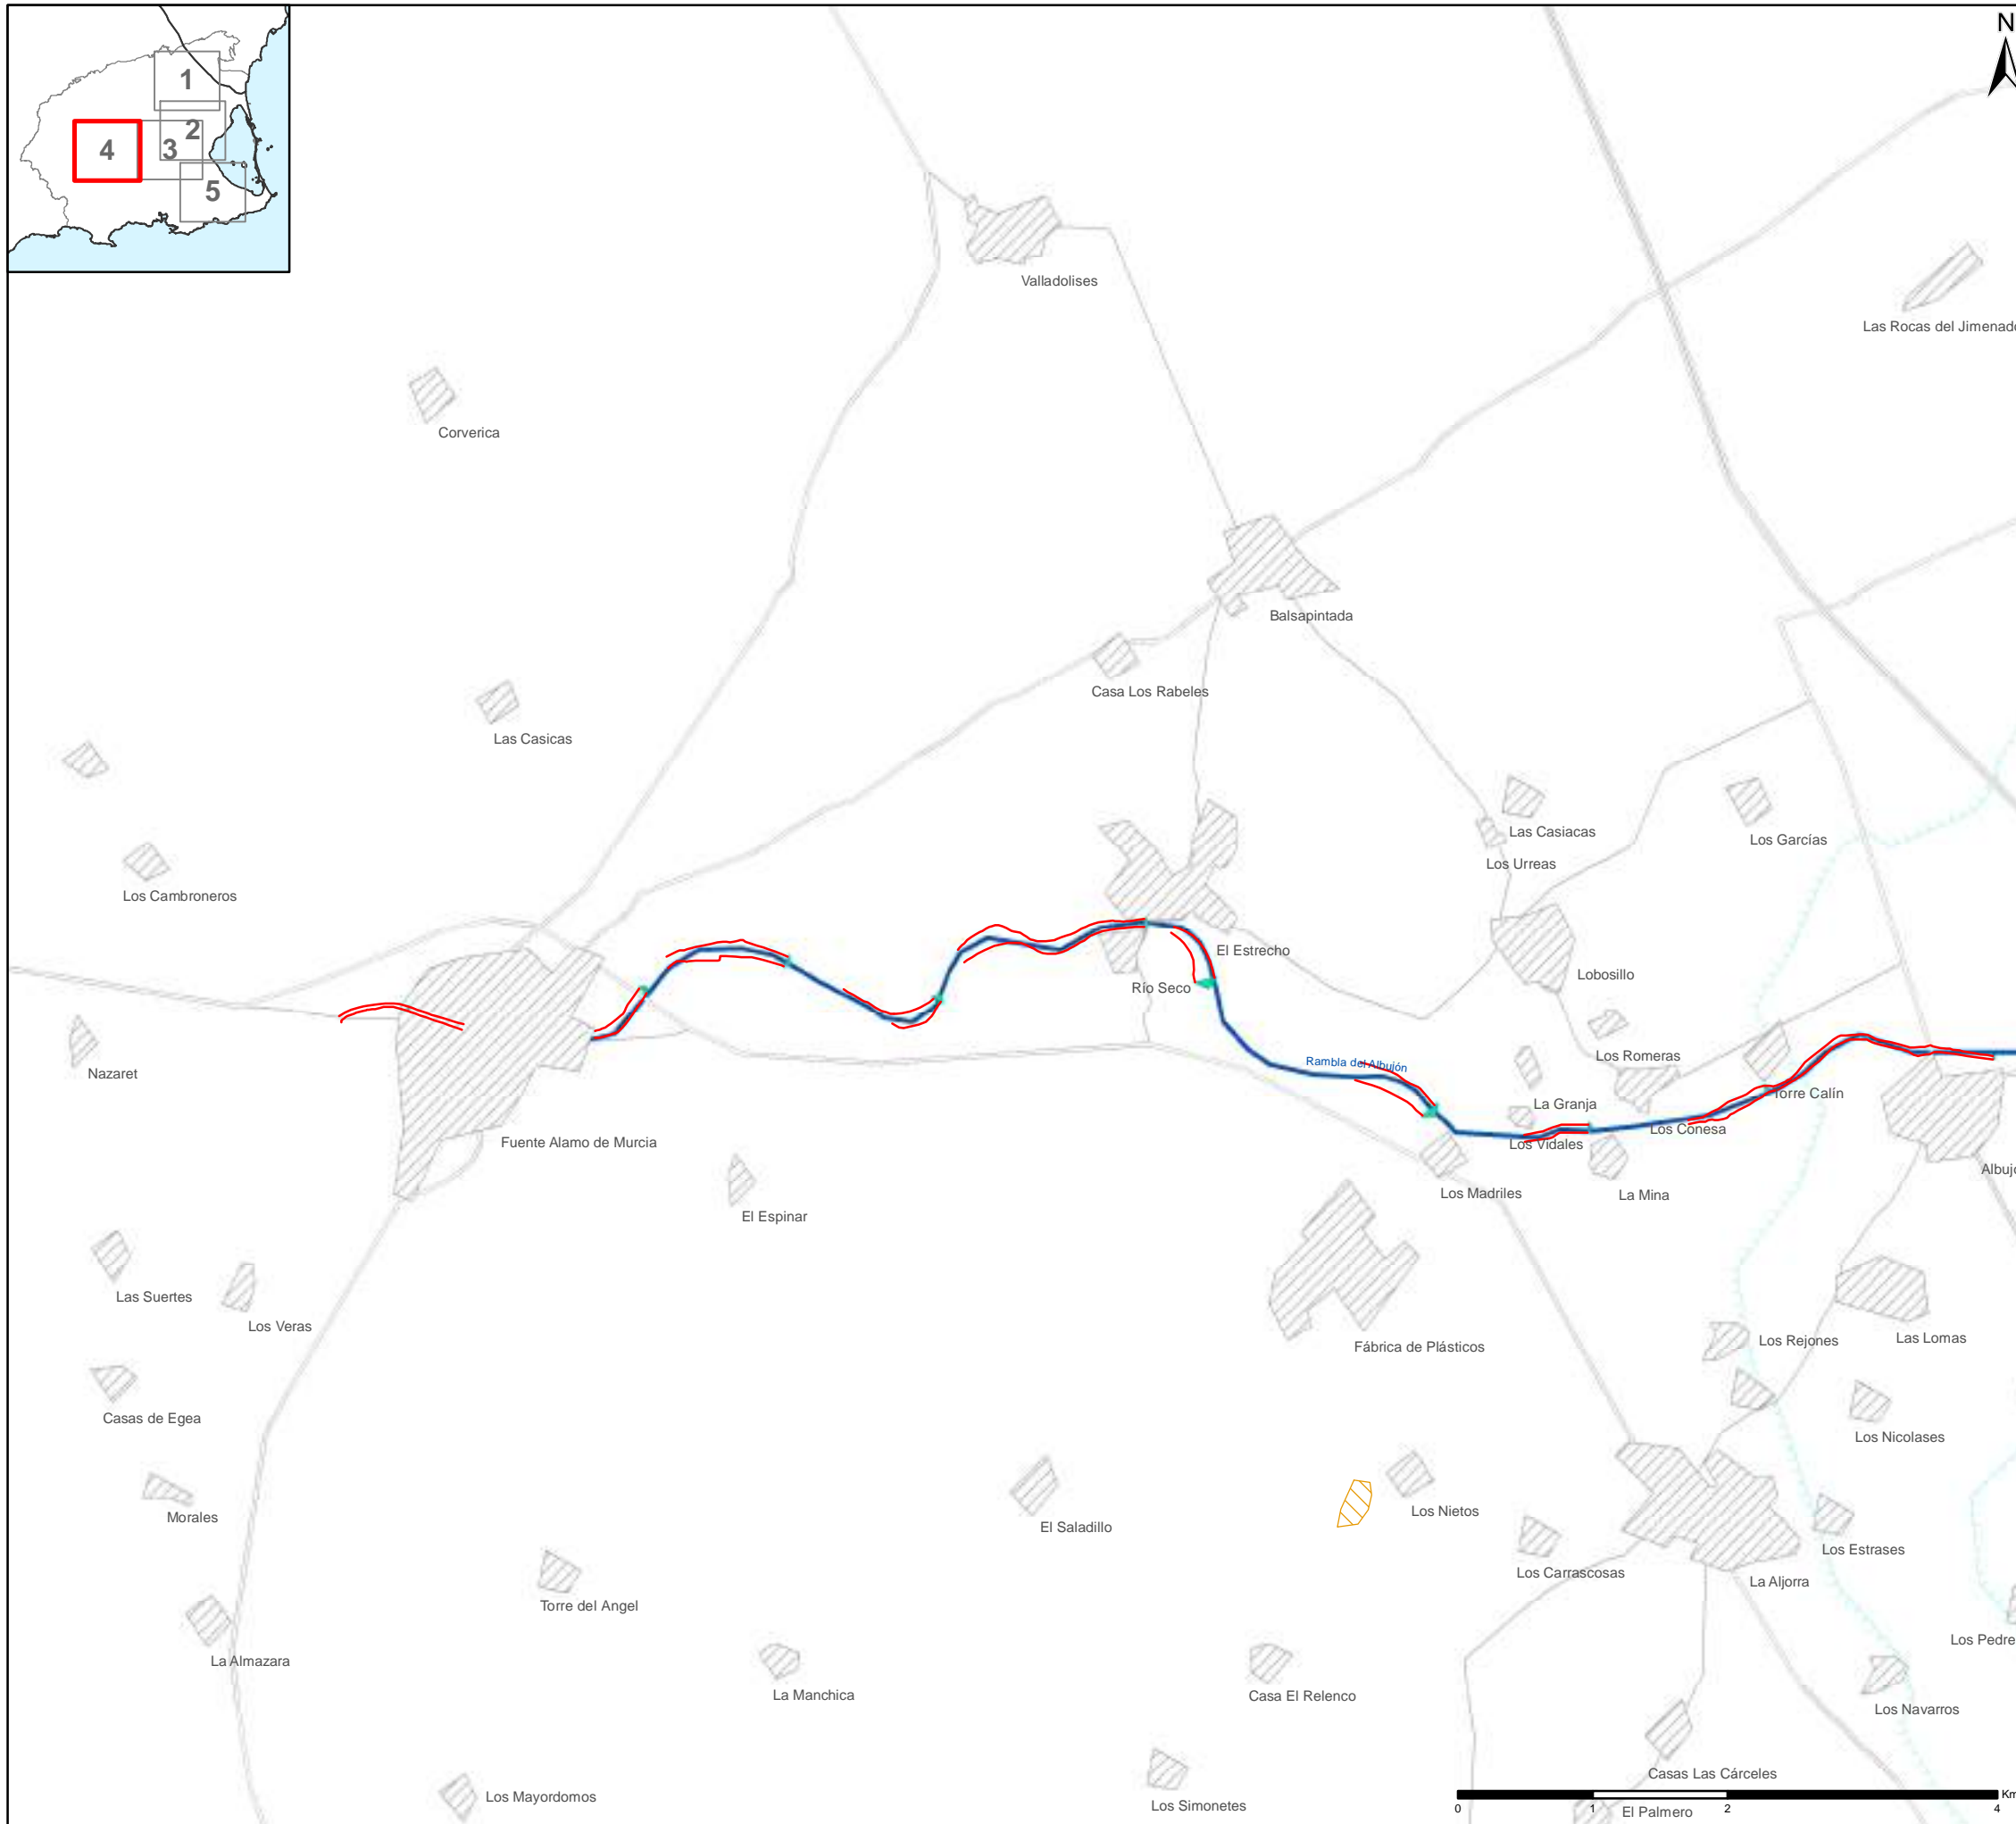 N
1
2
3
4
5
Valladolises
Las Rocas del Jimenado
Corverica
Balsapintada
Casa Los Rabeles
Las Casicas
Las Casiacas
Los Garcías
Los Urreas
Los Cambroneros
El Estrecho
Lobosillo
Río Seco
Los Romeras
Rambla del Albujón
Nazaret
Torre Calín
La Granja
Los Conesa
Fuente Alamo de Murcia
Los Vidales
Albujó
Los Madriles
La Mina
El Espinar
Las Suertes
Los Veras
Los Rejones
Las Lomas
Fábrica de Plásticos
Casas de Egea
Los Nicolases
Morales
Los Nietos
El Saladillo
Los Estrases
Los Carrascosas
La Aljorra
Torre del Angel
Los Pedre
La Almazara
La Manchica
Casa El Relenco
Los Navarros
Casas Las Cárceles
Los Mayordomos
Km
Los Simonetes
0 1 2 4
El Palmero